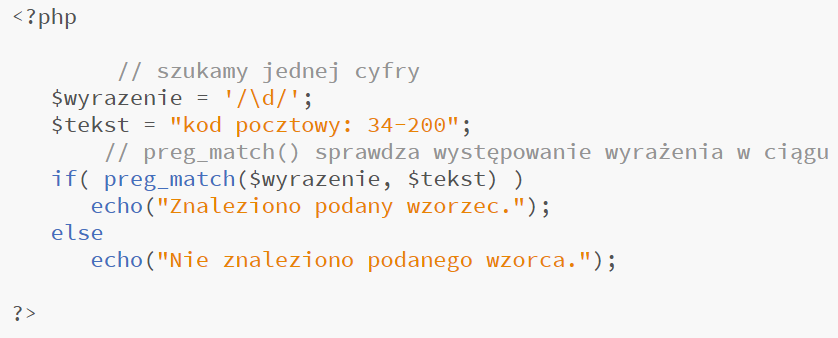 <?php
// szukamy jednej cyfry
$wyrazenie = '/\d/';
$tekst = "kod pocztowy: 34-200";
// preg_match() sprawdza występowanie wyrażenia w ciągu
if( preg_match($wyrazenie, $tekst) )
echo("Znaleziono podany wzorzec.");
else
echo("Nie znaleziono podanego wzorca.");
?>